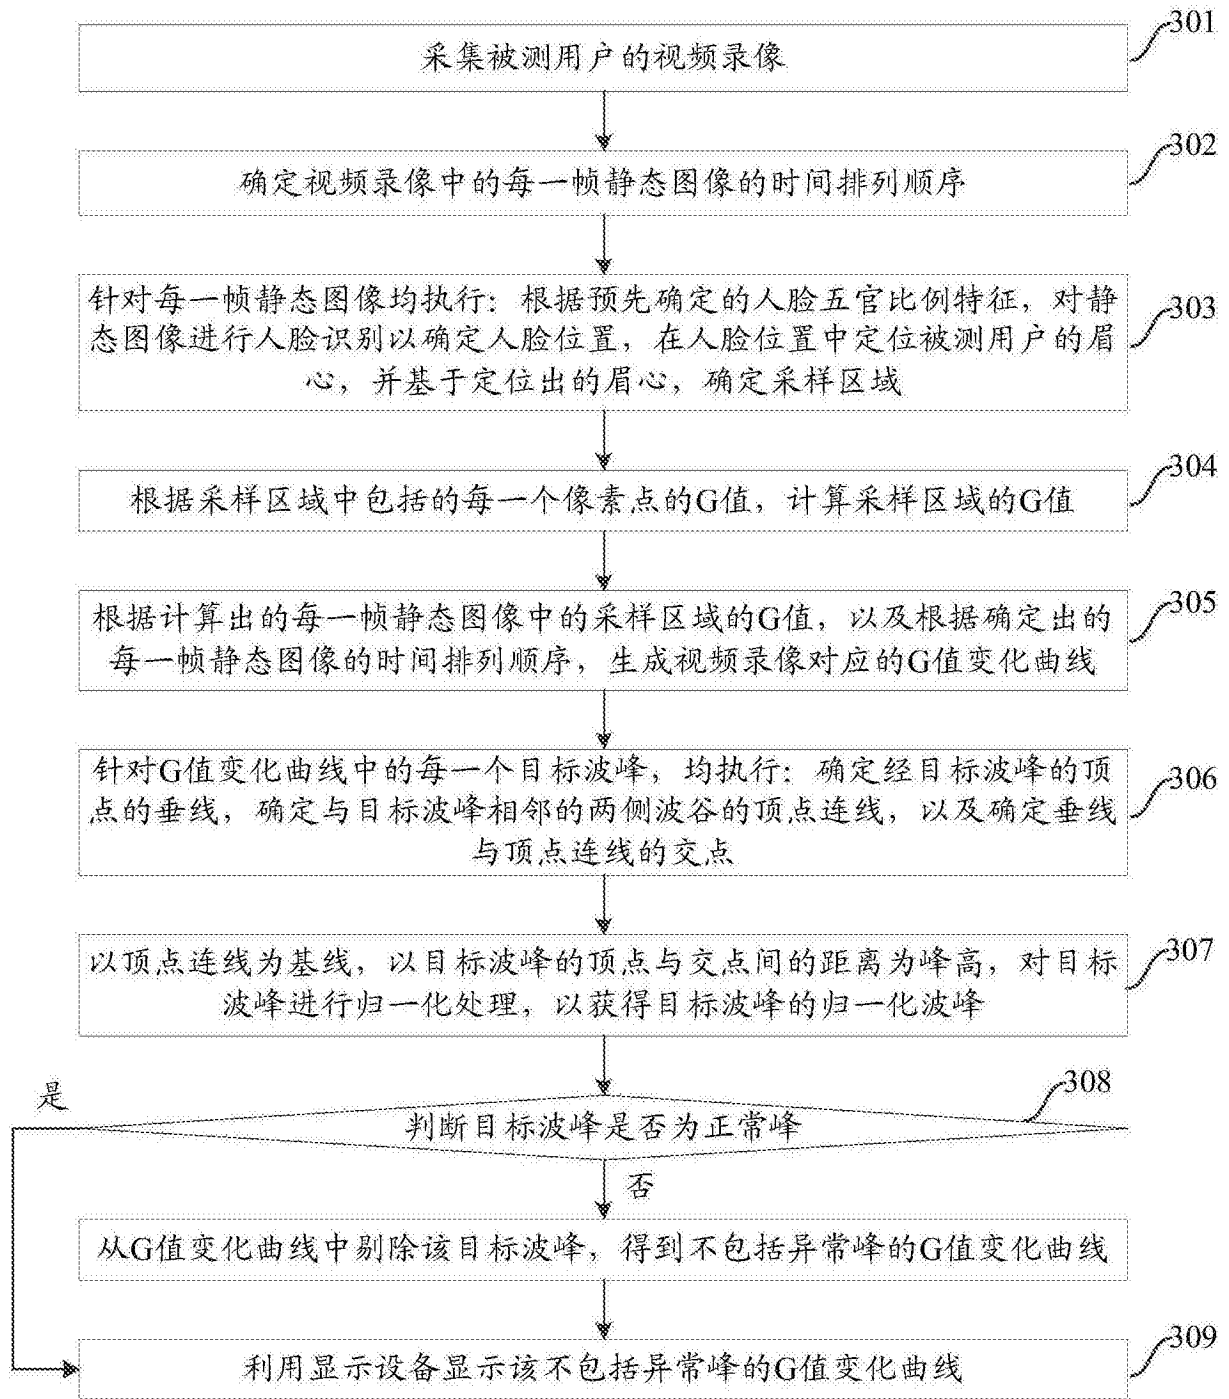 301
采集被测用户的视频录像
302
确定视频录像中的每一帧静态图像的时间排列顺序
303
针对每一帧静态图像均执行：根据预先确定的人脸五官比例特征，对静
态图像进行人脸识别以确定人脸位置，在人脸位置中定位被测用户的眉
心，并基于定位出的眉心，确定采样区域
304
根据采样区域中包括的每一个像素点的G值，计算采样区域的G值
305
根据计算出的每一帧静态图像中的采样区域的G值，以及根据确定出的
每一帧静态图像的时间排列顺序，生成视频录像对应的G值变化曲线
306
针对G值变化曲线中的每一个目标波峰，均执行：确定经目标波峰的顶
点的垂线，确定与目标波峰相邻的两侧波谷的顶点连线，以及确定垂线
与顶点连线的交点
307
以顶点连线为基线，以目标波峰的顶点与交点间的距离为峰高，对目标
波峰进行归一化处理，以获得目标波峰的归一化波峰
308
是
判断目标波峰是否为正常峰
否
从G值变化曲线中剔除该目标波峰，得到不包括异常峰的G值变化曲线
309
利用显示设备显示该不包括异常峰的G值变化曲线